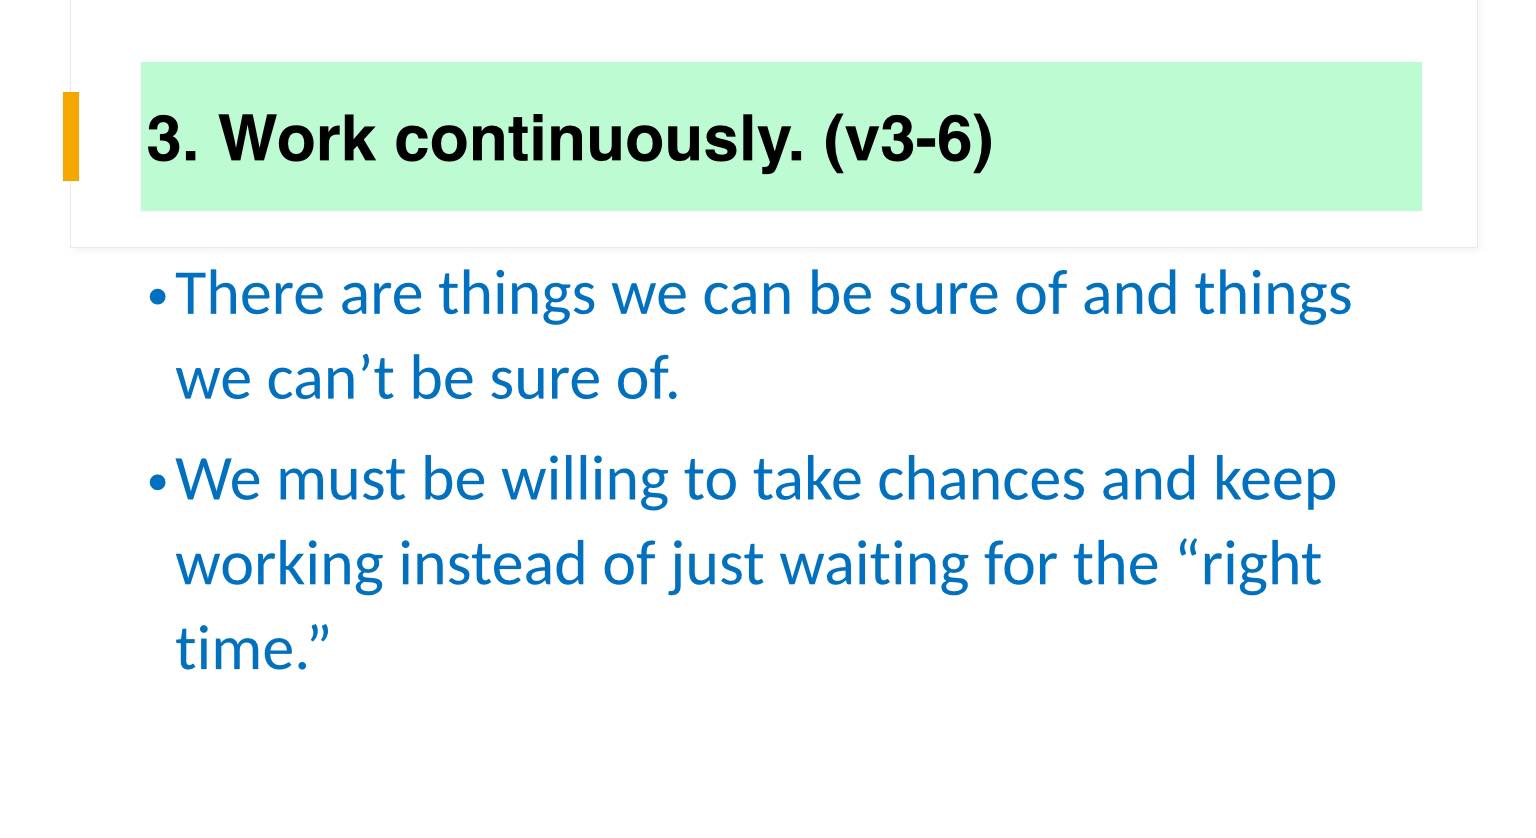 3. Work continuously. (v3-6)
•There are things we can be sure of and things
we can’t be sure of.
•We must be willing to take chances and keep
working instead of just waiting for the “right
time.”